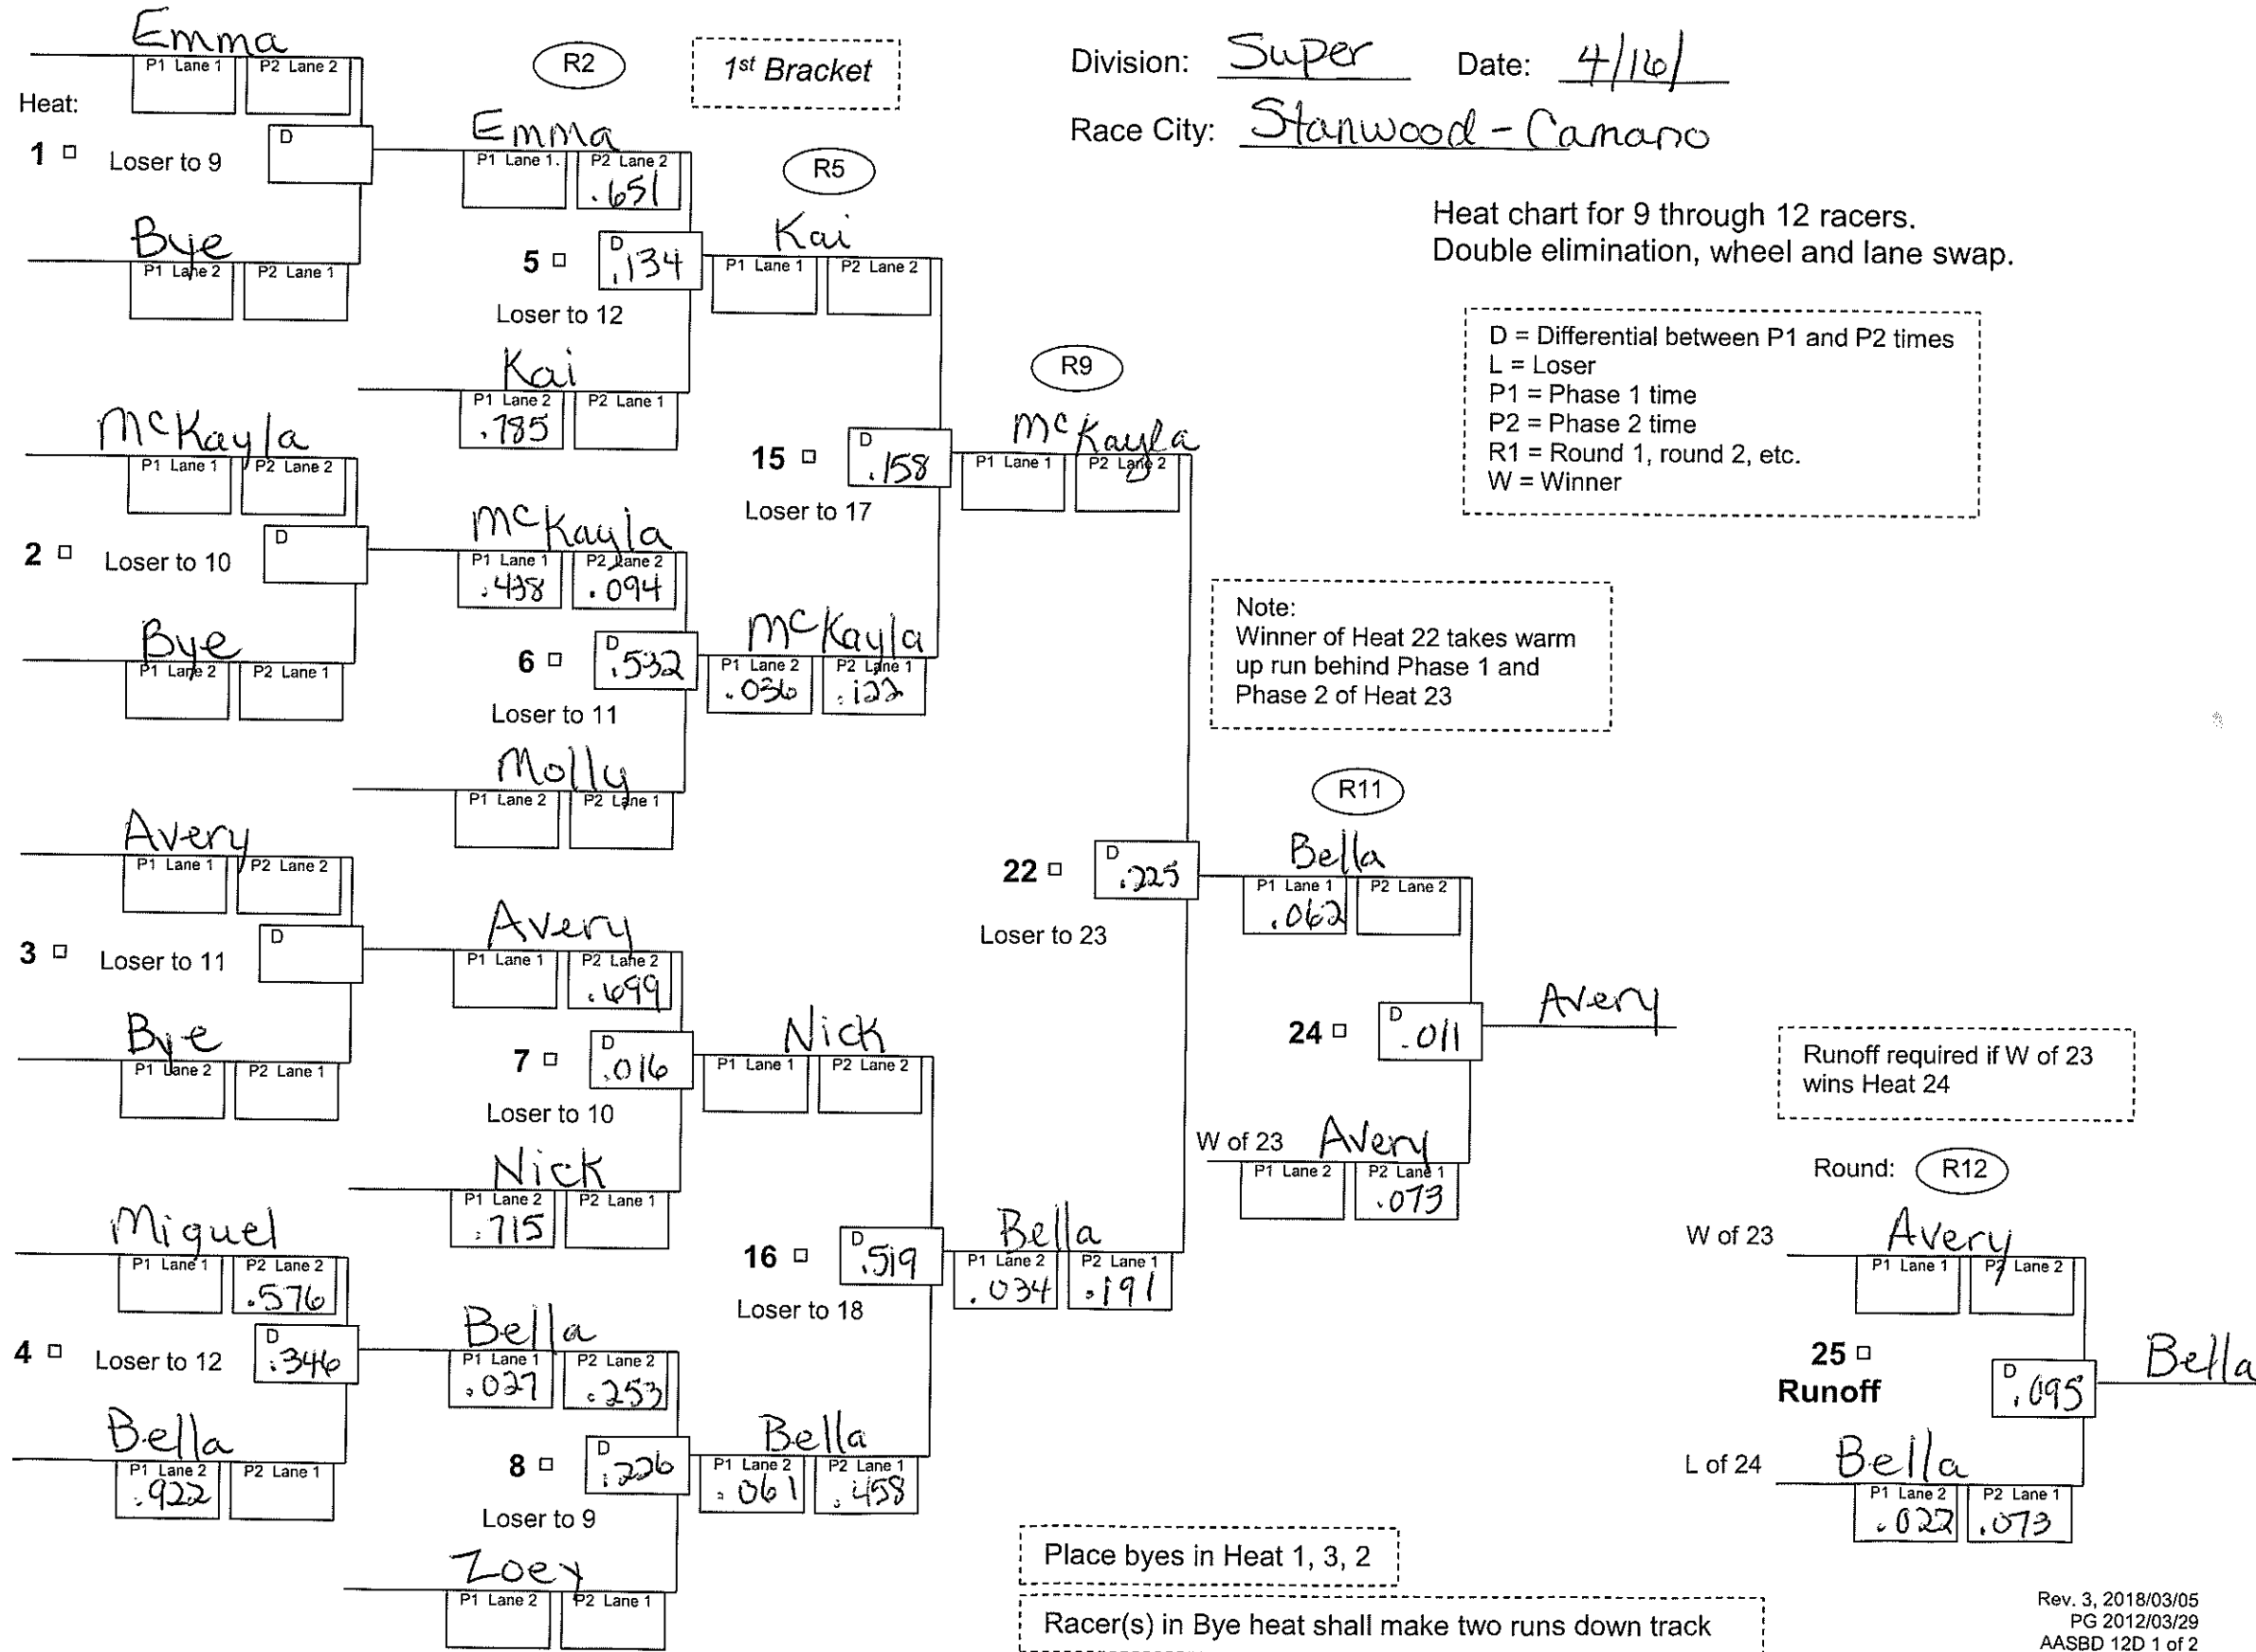 Division: Super Date: 4/16/
Race City: Stanwood - Camano
Heat chart for 9 through 12 racers.
Double elimination, wheel and lane swap.
D = Differential between P1 and P2 times
L = Loser
P1 = Phase 1 time
P2 = Phase 2 time
R1 = Round 1, round 2, etc.
W = Winner
1st Bracket
Heat:
Emma
P1 Lane 1 P2 Lane 2
1 Loser to 9 D
Bye
P1 Lane 2 P2 Lane 1
McKayla
P1 Lane 1 P2 Lane 2
2 Loser to 10 D
Bye
P1 Lane 2 P2 Lane 1
Avery
P1 Lane 1 P2 Lane 2
3 Loser to 11 D
Bye
P1 Lane 2 P2 Lane 1
Miguel
P1 Lane 1 P2 Lane 2
.576
4 Loser to 12 D .346
Bella
P1 Lane 2 P2 Lane 1
.922
R2
Emma
P1 Lane 1. P2 Lane 2
.651
5 D .134
Loser to 12
Kai
P1 Lane 2 P2 Lane 1
.785
McKayla
P1 Lane 1 P2 Lane 2
.438 .094
6 D .532
Loser to 11
Molly
P1 Lane 2 P2 Lane 1
Avery
P1 Lane 1 P2 Lane 2
.699
7 D .016
Loser to 10
Nick
P1 Lane 2 P2 Lane 1
.715
Bella
P1 Lane 1 P2 Lane 2
.027 .253
8 D .226
Loser to 9
Zoey
P1 Lane 2 P2 Lane 1
R5
Kai
P1 Lane 1 P2 Lane 2
15 D .158
Loser to 17
McKayla
P1 Lane 2 P2 Lane 1
.036 .122
Nick
P1 Lane 1 P2 Lane 2
16 D .519
Loser to 18
Bella
P1 Lane 2 P2 Lane 1
.061 .458
R9
McKayla
P1 Lane 1 P2 Lane 2
22 D .225
Loser to 23
Bella
P1 Lane 2 P2 Lane 1
.034 .191
Note:
Winner of Heat 22 takes warm
up run behind Phase 1 and
Phase 2 of Heat 23
R11
Bella
P1 Lane 1 P2 Lane 2
.062
24 D .011 Avery
W of 23 Avery
P1 Lane 2 P2 Lane 1
.073
Runoff required if W of 23
wins Heat 24
Round: R12
W of 23 Avery
P1 Lane 1 P2 Lane 2
25
Runoff
D .095 Bella
L of 24 Bella
P1 Lane 2 P2 Lane 1
.022 .073
Place byes in Heat 1, 3, 2
Racer(s) in Bye heat shall make two runs down track
Rev. 3, 2018/03/05
PG 2012/03/29
AASBD 12D 1 of 2